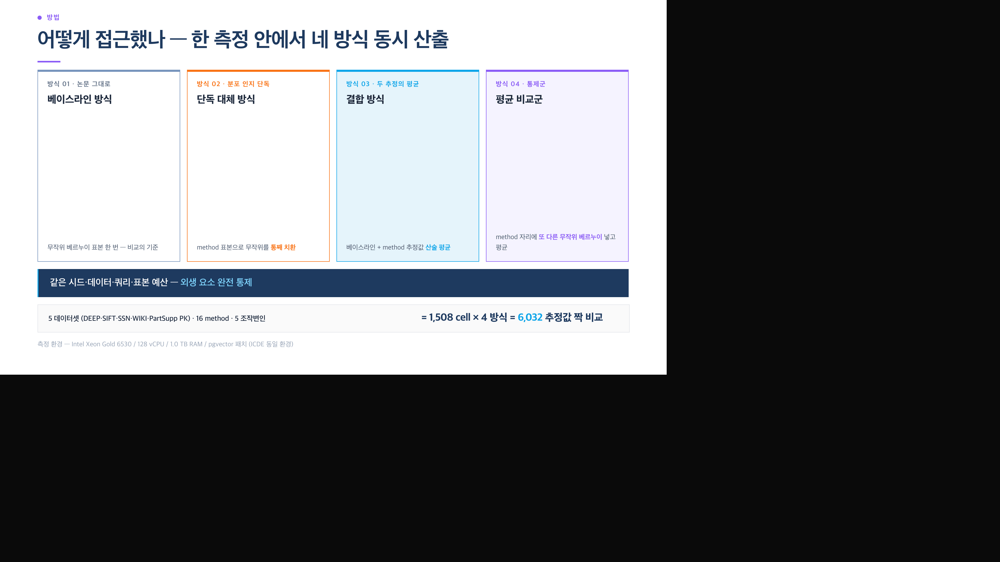 방법
어떻게 접근했나 — 한 측정 안에서 네 방식 동시 산출
방식 01 · 논문 그대로
베이스라인 방식
무작위 베르누이 표본 한 번 — 비교의 기준
방식 02 · 분포 인지 단독
단독 대체 방식
method 표본으로 무작위를 통째 치환
방식 03 · 두 추정의 평균
결합 방식
베이스라인 + method 추정값 산술 평균
방식 04 · 통제군
평균 비교군
method 자리에 또 다른 무작위 베르누이 넣고
평균
같은 시드·데이터·쿼리·표본 예산 — 외생 요소 완전 통제
5 데이터셋 (DEEP·SIFT·SSN·WIKI·PartSupp PK) · 16 method · 5 조작변인
= 1,508 cell × 4 방식 = 6,032 추정값 짝 비교
측정 환경 — Intel Xeon Gold 6530 / 128 vCPU / 1.0 TB RAM / pgvector 패치 (ICDE 동일 환경)